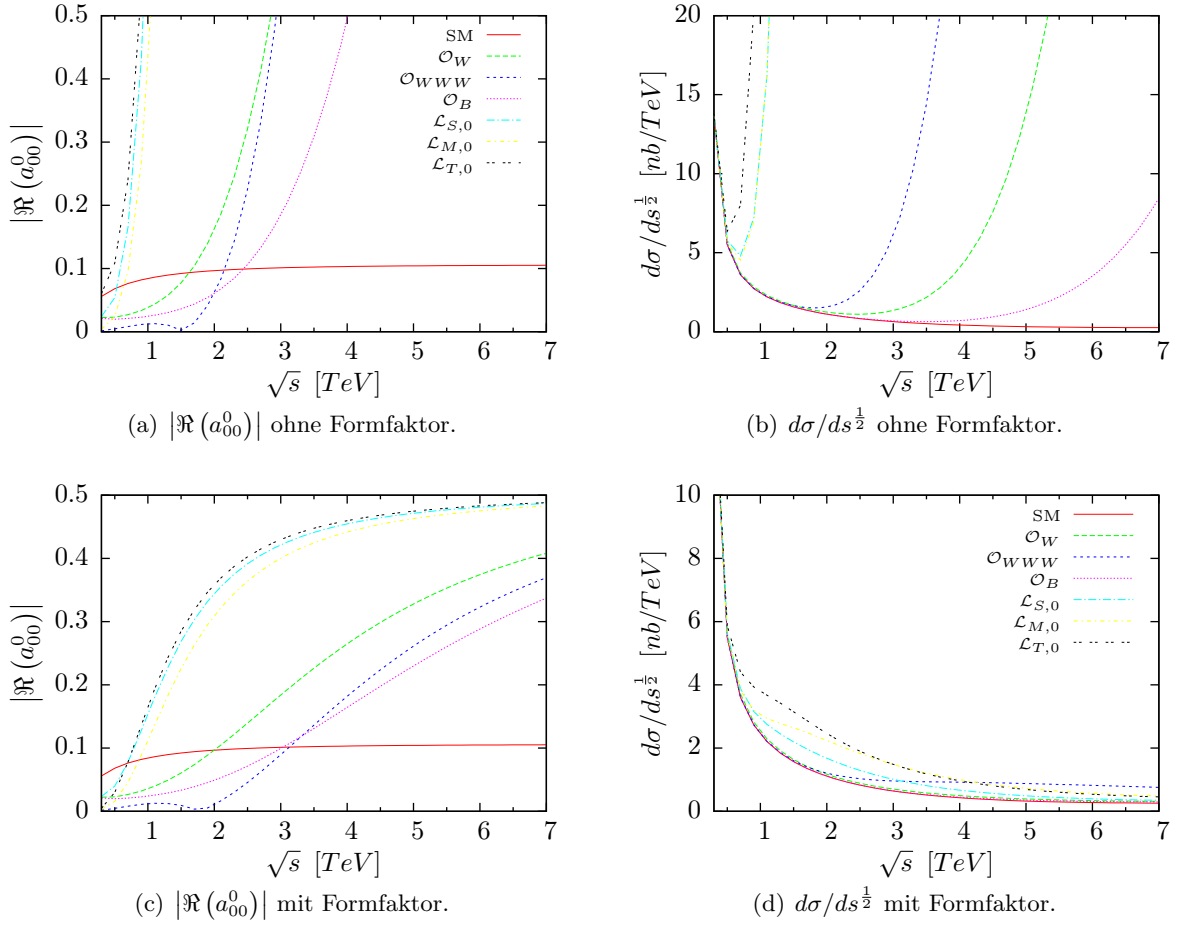 0.5
0.4
0.3
0.2
0.1
0
|ℜ (a⁰₀₀)|
SM
𝒪_W
𝒪_WWW
𝒪_B
ℒ_S,0
ℒ_M,0
ℒ_T,0
1 2 3 4 5 6 7
√s [TeV]
(a) |ℜ (a⁰₀₀)| ohne Formfaktor.
20
15
10
5
0
dσ/ds^½ [nb/TeV]
1 2 3 4 5 6 7
√s [TeV]
(b) dσ/ds^½ ohne Formfaktor.
0.5
0.4
0.3
0.2
0.1
0
|ℜ (a⁰₀₀)|
1 2 3 4 5 6 7
√s [TeV]
(c) |ℜ (a⁰₀₀)| mit Formfaktor.
10
8
6
4
2
0
dσ/ds^½ [nb/TeV]
SM
𝒪_W
𝒪_WWW
𝒪_B
ℒ_S,0
ℒ_M,0
ℒ_T,0
1 2 3 4 5 6 7
√s [TeV]
(d) dσ/ds^½ mit Formfaktor.